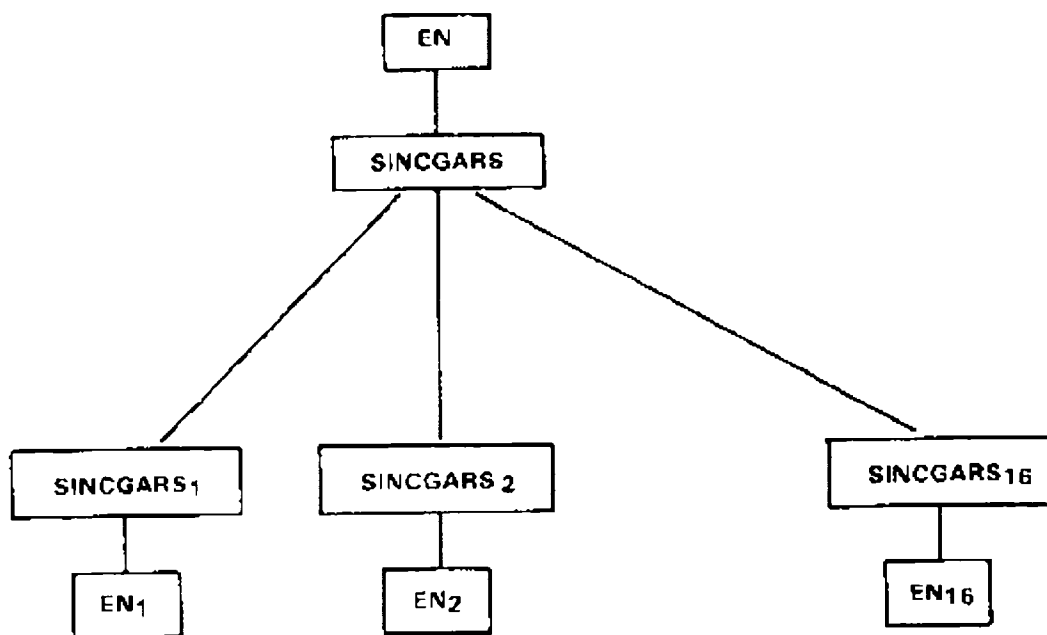 EN
SINCGARS
SINCGARS1
SINCGARS 2
SINCGARS16
EN1
EN2
EN16